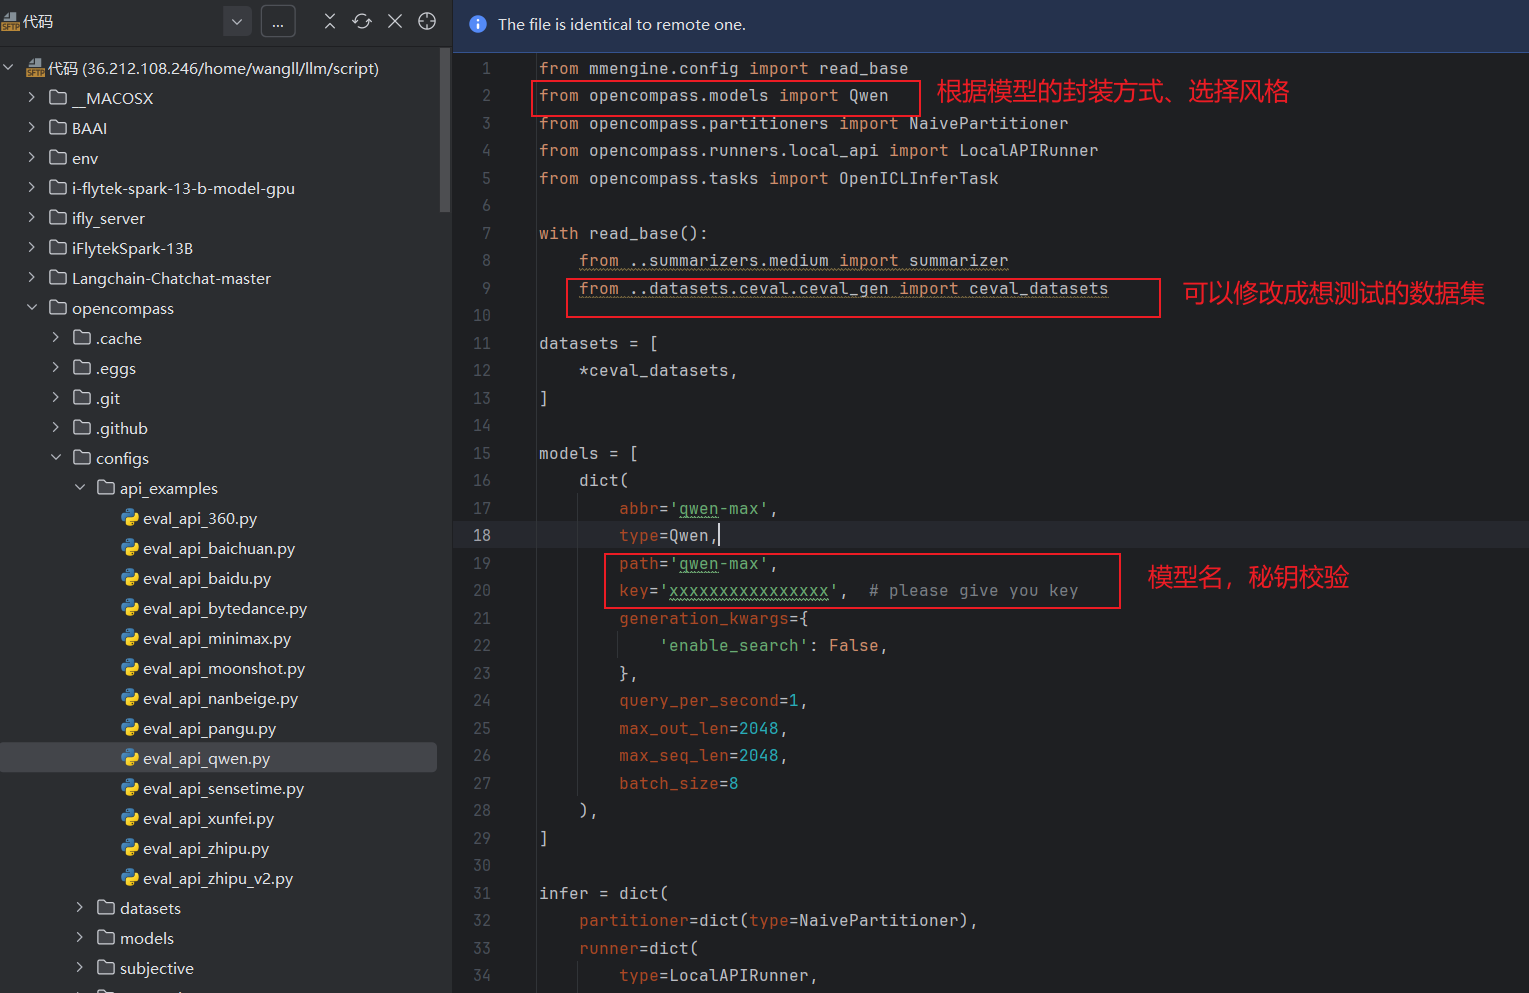 代码
...
代码 (36.212.108.246/home/wangll/llm/script)
__MACOSX
BAAI
env
i-flytek-spark-13-b-model-gpu
ifly_server
iFlytekSpark-13B
Langchain-Chatchat-master
opencompass
.cache
.eggs
.git
.github
configs
api_examples
eval_api_360.py
eval_api_baichuan.py
eval_api_baidu.py
eval_api_bytedance.py
eval_api_minimax.py
eval_api_moonshot.py
eval_api_nanbeige.py
eval_api_pangu.py
eval_api_qwen.py
eval_api_sensetime.py
eval_api_xunfei.py
eval_api_zhipu.py
eval_api_zhipu_v2.py
datasets
models
subjective
The file is identical to remote one.
1 from mmengine.config import read_base
2 from opencompass.models import Qwen
根据模型的封装方式、选择风格
3 from opencompass.partitioners import NaivePartitioner
4 from opencompass.runners.local_api import LocalAPIRunner
5 from opencompass.tasks import OpenICLInferTask
6
7 with read_base():
8 from ..summarizers.medium import summarizer
9 from ..datasets.ceval.ceval_gen import ceval_datasets
可以修改成想测试的数据集
10
11 datasets = [
12 *ceval_datasets,
13 ]
14
15 models = [
16 dict(
17 abbr='qwen-max',
18 type=Qwen,
19 path='qwen-max',
模型名，秘钥校验
20 key='xxxxxxxxxxxxxxxx', # please give you key
21 generation_kwargs={
22 'enable_search': False,
23 },
24 query_per_second=1,
25 max_out_len=2048,
26 max_seq_len=2048,
27 batch_size=8
28 ),
29 ]
30
31 infer = dict(
32 partitioner=dict(type=NaivePartitioner),
33 runner=dict(
34 type=LocalAPIRunner,